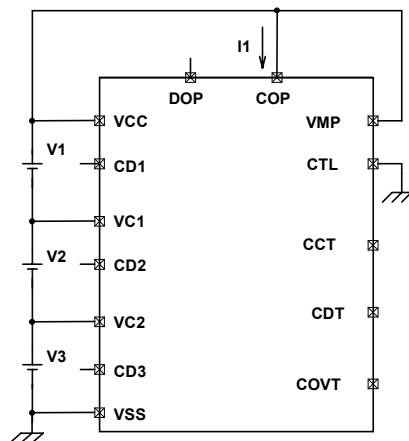 I1
DOP COP
VCC VMP
V1
CD1 CTL
VC1
CCT
V2
CD2
CDT
VC2
V3
CD3 COVT
VSS